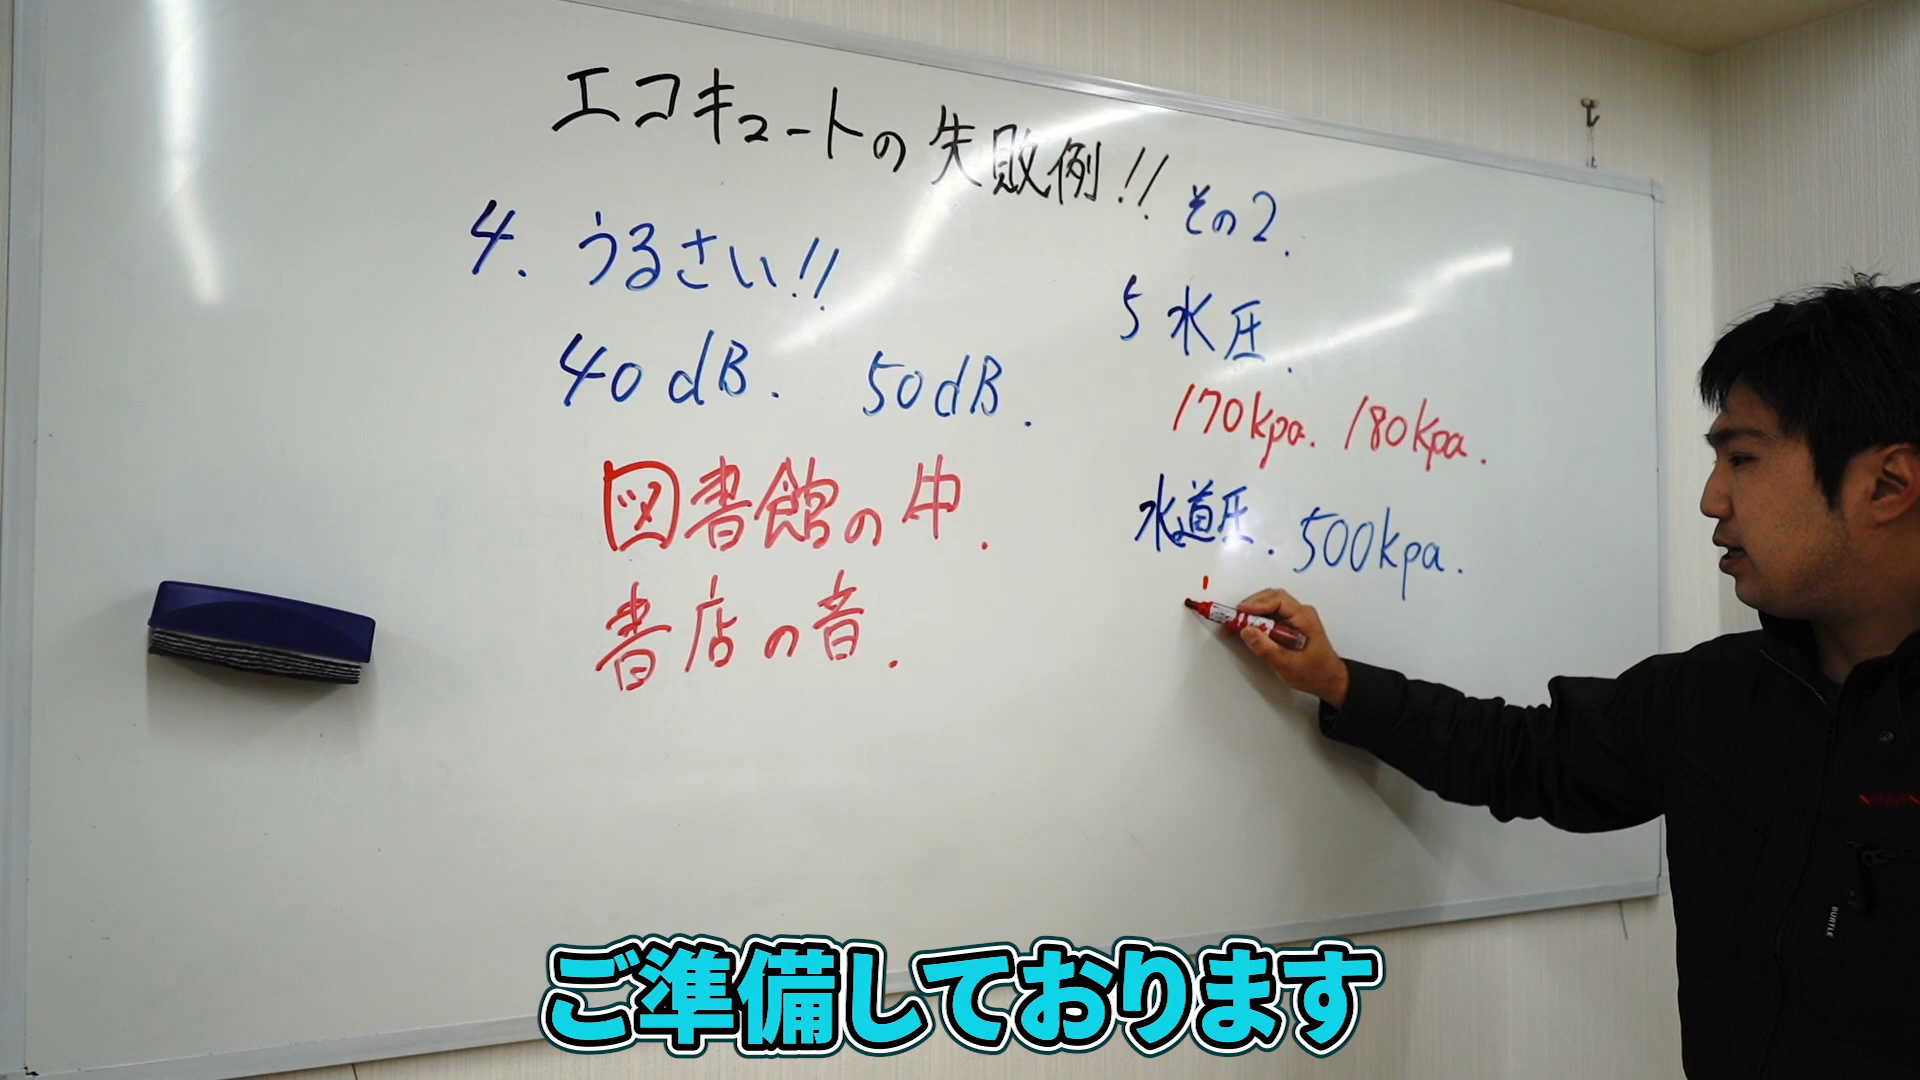 エコキュートの失敗例!! その2.
4. うるさい!!
40dB. 50dB.
図書館の中.
書店の音.
5 水圧.
170kpa. 180kpa.
水道圧. 500kpa.
BURTLE
ご準備しております